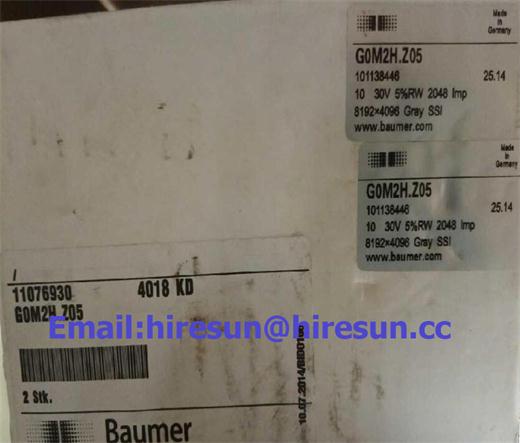 Made
in
Germany
G0M2H.Z05
101138446 25.14
10 30V 5%RW 2048 Imp
8192×4096 Gray SSI
www.baumer.com
Made
in
Germany
G0M2H.Z05
101138446 25.14
10 30V 5%RW 2048 Imp
8192×4096 Gray SSI
www.baumer.com
/
11076930 4018 KD
G0M2H.Z05
Email:hiresun@hiresun.cc
2 Stk.
Baumer